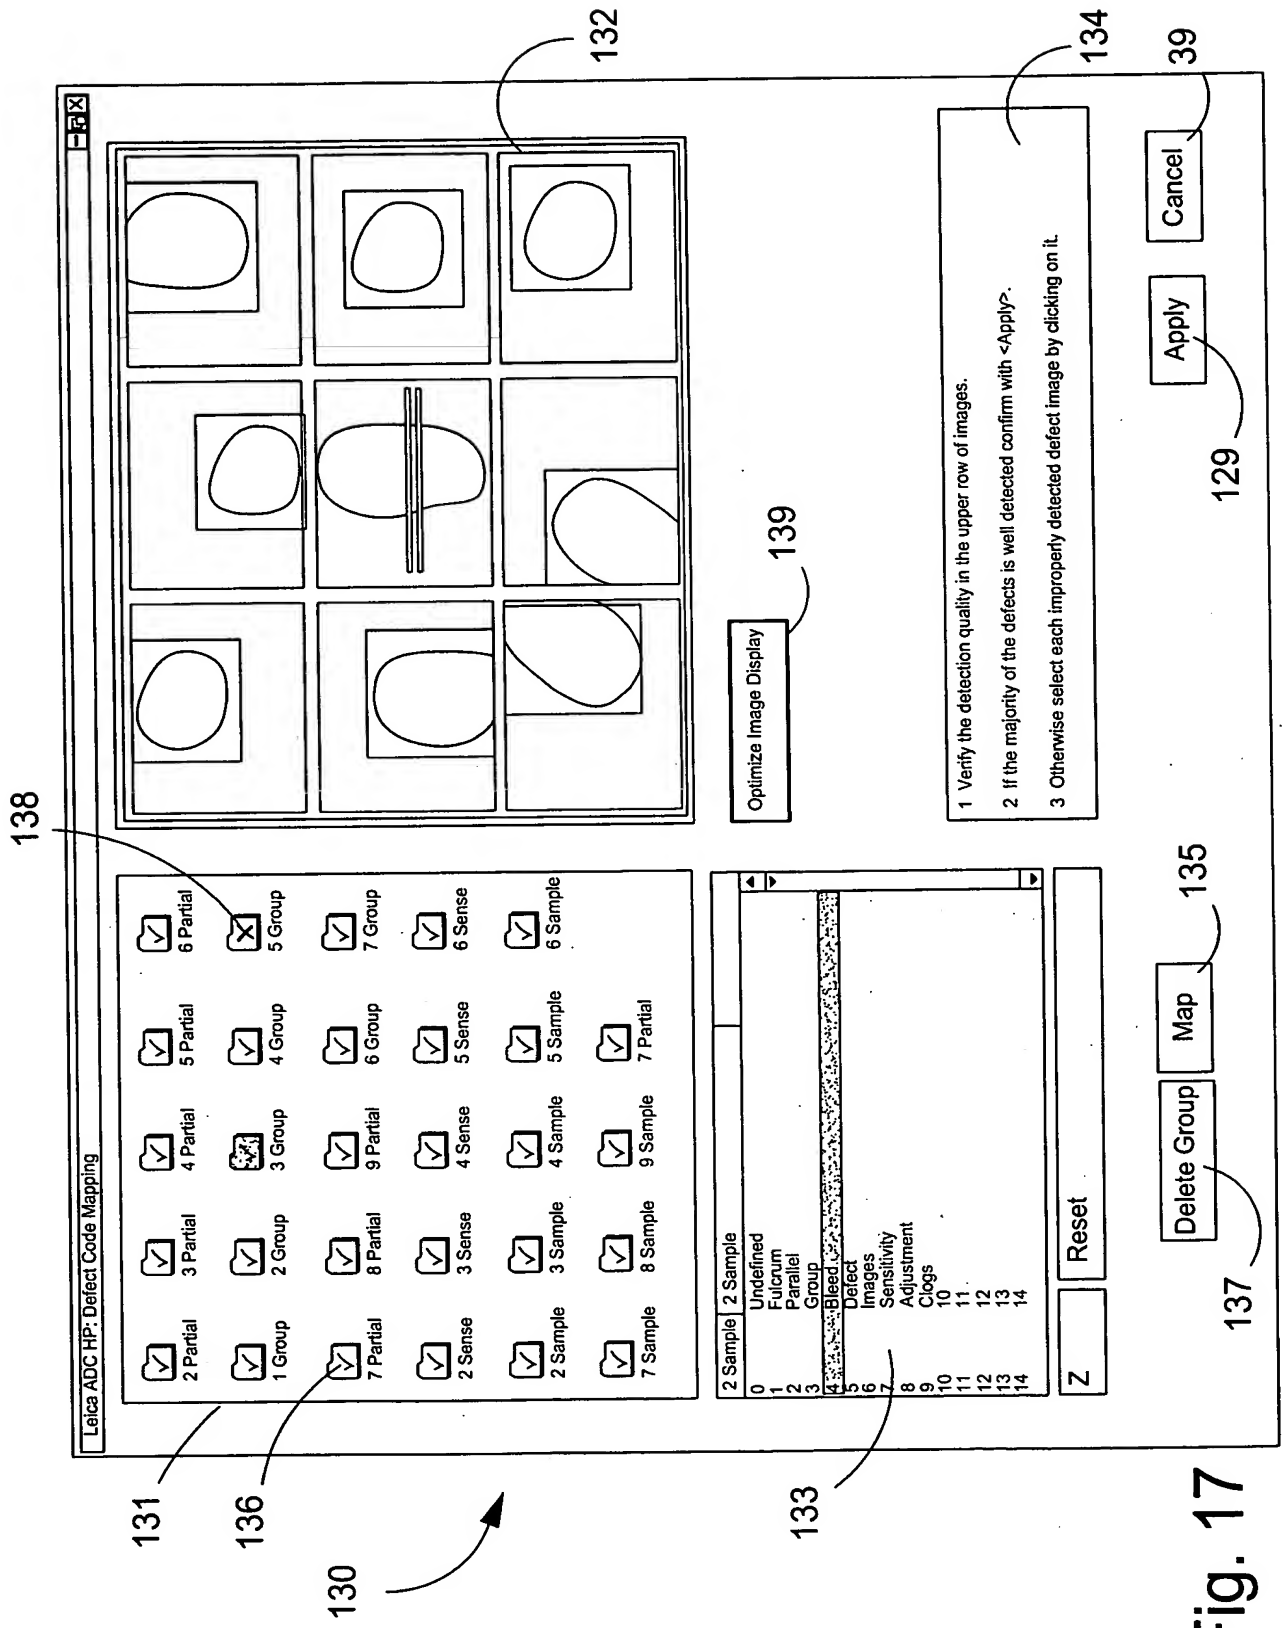 138
Leica ADC HP: Defect Code Mapping
131
136
130
132
2 Partial 3 Partial 4 Partial 5 Partial 6 Partial
1 Group 2 Group 3 Group 4 Group 5 Group
7 Partial 8 Partial 9 Partial 6 Group 7 Group
2 Sense 3 Sense 4 Sense 5 Sense 6 Sense
2 Sample 3 Sample 4 Sample 5 Sample 6 Sample
7 Sample 8 Sample 9 Sample 7 Partial
2 Sample 2 Sample
0 Undefined
1 Fulcrum
2 Parallel
3 Group
4 Bleed
5 Defect
6 Images
7 Sensitivity
8 Adjustment
9 Clogs
10 10
11 11
12 12
13 13
14 14
133
Z Reset
Optimize Image Display
139
1 Verify the detection quality in the upper row of images.
2 If the majority of the defects is well detected confirm with <Apply>.
3 Otherwise select each improperly detected defect image by clicking on it.
134
Delete Group Map Apply Cancel
137
135
129
39
Fig. 17